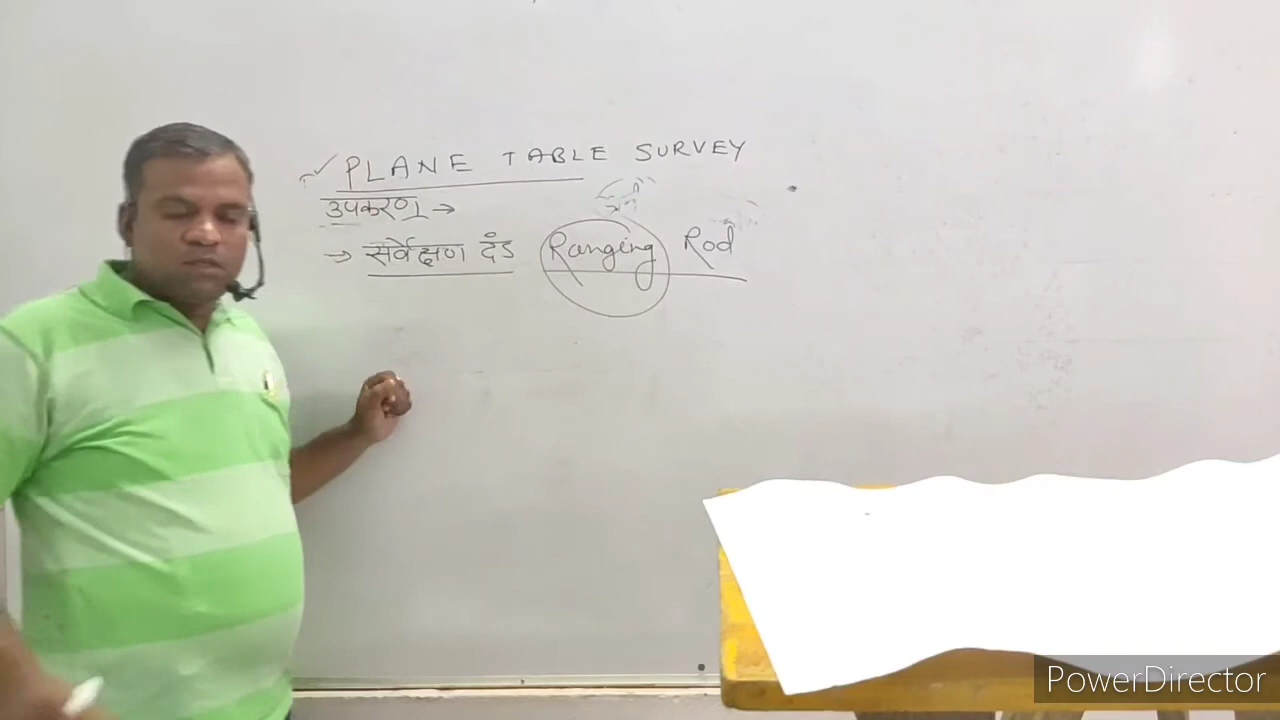 PLANE TABLE SURVEY
उपकरण →
→ सर्वेक्षण दंड Ranging Rod
PowerDirector